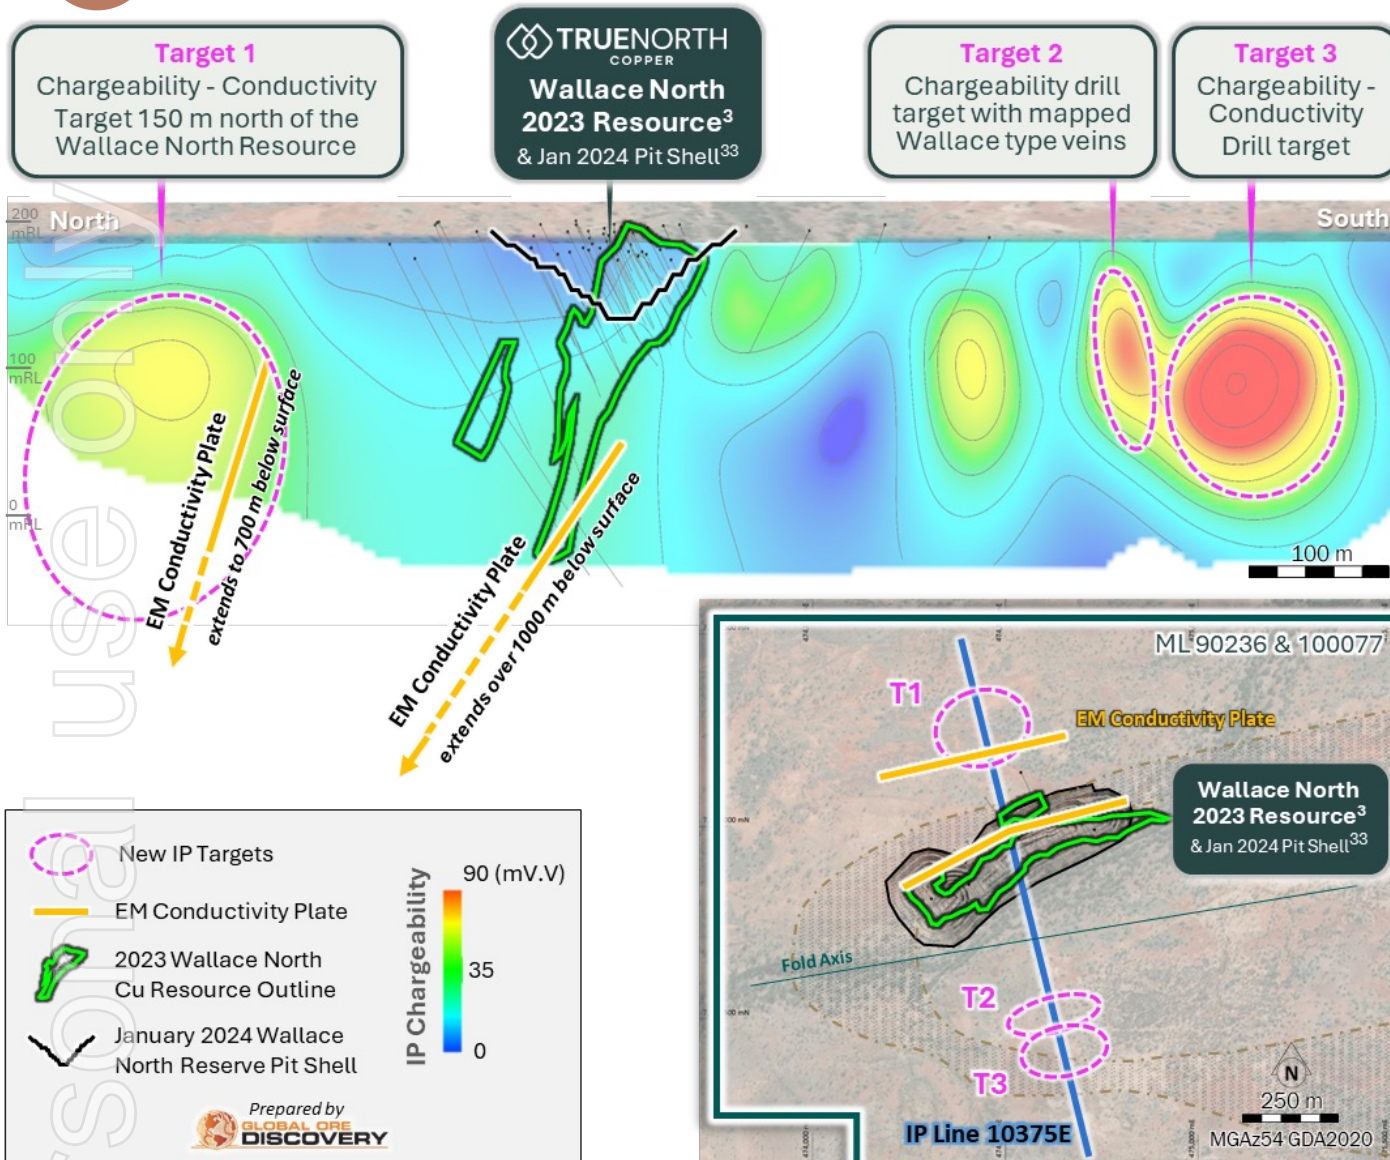 Target 1
Chargeability - Conductivity
Target 150 m north of the
Wallace North Resource
TRUENORTH
COPPER
Wallace North
2023 Resource³
& Jan 2024 Pit Shell³³
Target 2
Chargeability drill
target with mapped
Wallace type veins
Target 3
Chargeability -
Conductivity
Drill target
200
mRL
North
South
100
mRL
0
mRL
EM Conductivity Plate
extends to 700 m below surface
EM Conductivity Plate
extends over 1000 m below surface
100 m
sonal use only
New IP Targets
EM Conductivity Plate
2023 Wallace North
Cu Resource Outline
January 2024 Wallace
North Reserve Pit Shell
IP Chargeability
90 (mV.V)
35
0
Prepared by
GLOBAL ORE
DISCOVERY
ML 90236 & 100077
T1
EM Conductivity Plate
Wallace North
2023 Resource³
& Jan 2024 Pit Shell³³
Fold Axis
T2
T3
IP Line 10375E
N
250 m
MGAz54 GDA2020